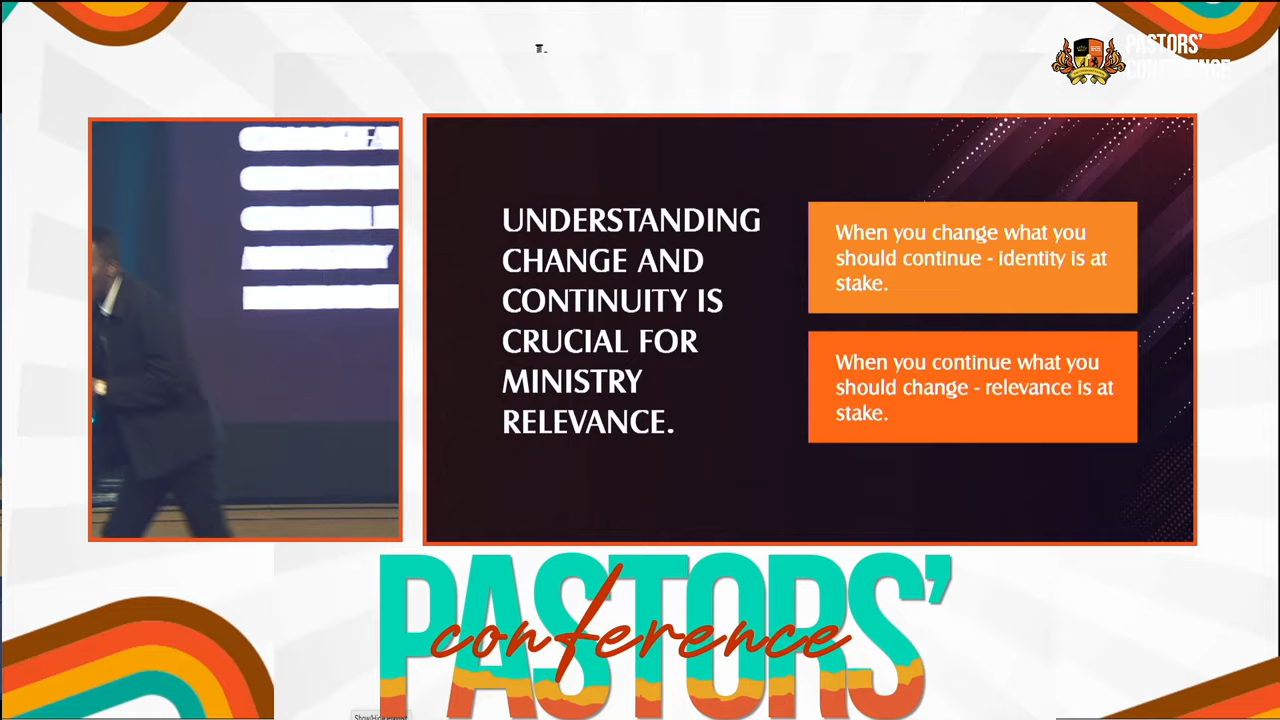 PASTORS'
CONFERENCE
UNDERSTANDING
CHANGE AND
CONTINUITY IS
CRUCIAL FOR
MINISTRY
RELEVANCE.
When you change what you
should continue - identity is at
stake.
When you continue what you
should change - relevance is at
stake.
PASTORS'
conference